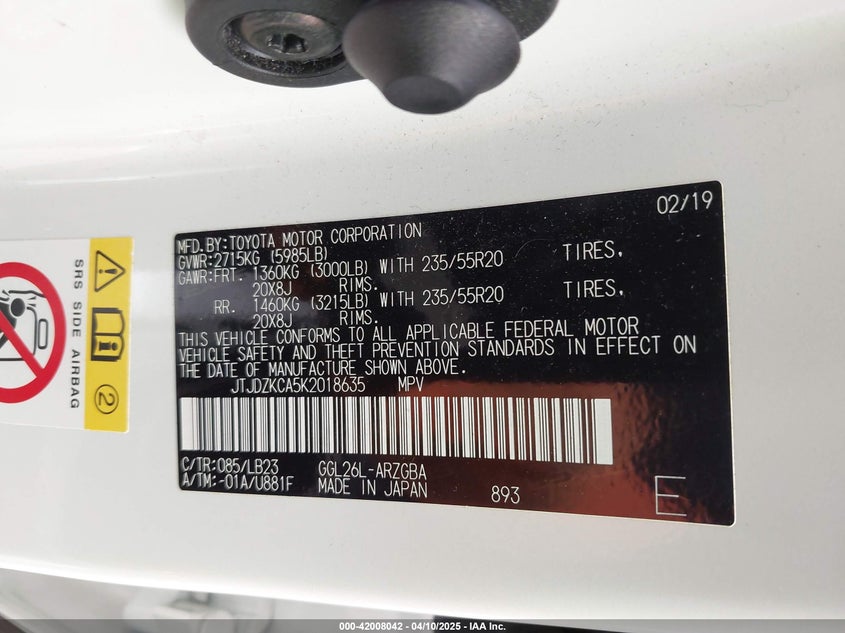 02/19
MFD.BY:TOYOTA MOTOR CORPORATION
GVWR:2715KG (5985LB)
GAWR:FRT. 1360KG (3000LB) WITH 235/55R20 TIRES,
20X8J RIMS.
RR. 1460KG (3215LB) WITH 235/55R20 TIRES,
20X8J RIMS.
THIS VEHICLE CONFORMS TO ALL APPLICABLE FEDERAL MOTOR
VEHICLE SAFETY AND THEFT PREVENTION STANDARDS IN EFFECT ON
THE DATE OF MANUFACTURE SHOWN ABOVE.
JTJDZKCA5K2018635 MPV
C/TR:085/LB23 GGL26L-ARZGBA
A/TM:-01A/U881F MADE IN JAPAN 893
E
SRS SIDE AIRBAG
2
000-42008042 - 04/10/2025 - IAA Inc.